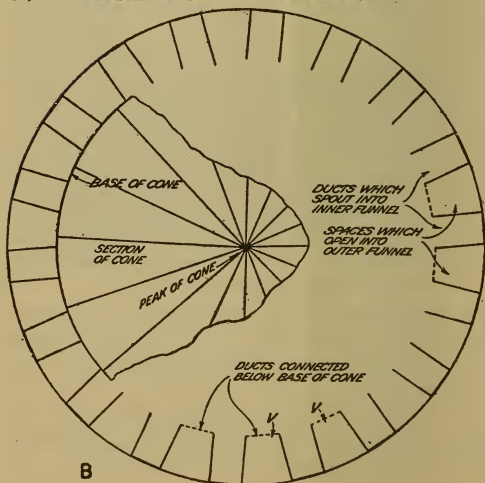 BASE OF CONE
SECTION
OF CONE
PEAK OF CONE
DUCTS WHICH
SPOUT INTO
INNER FUNNEL
SPACES WHICH
OPEN INTO
OUTER FUNNEL
DUCTS CONNECTED
BELOW BASE OF CONE
V
V
B